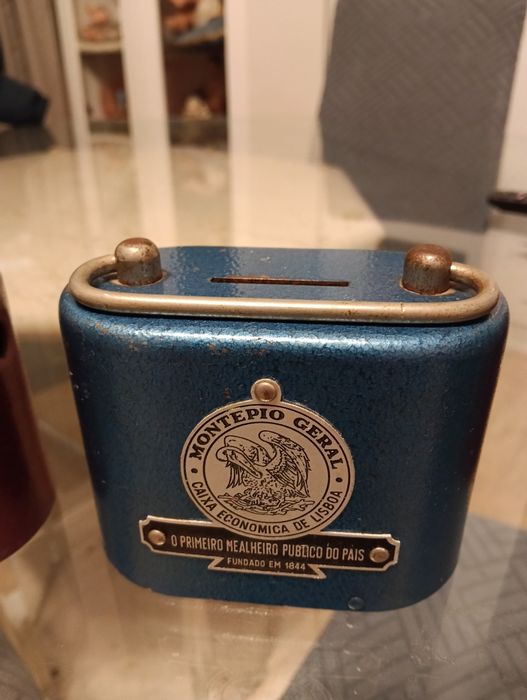 MONTEPIO GERAL
CAIXA ECONOMICA DE LISBOA
O PRIMEIRO MEALHEIRO PUBLICO DO PAIS
FUNDADO EM 1844